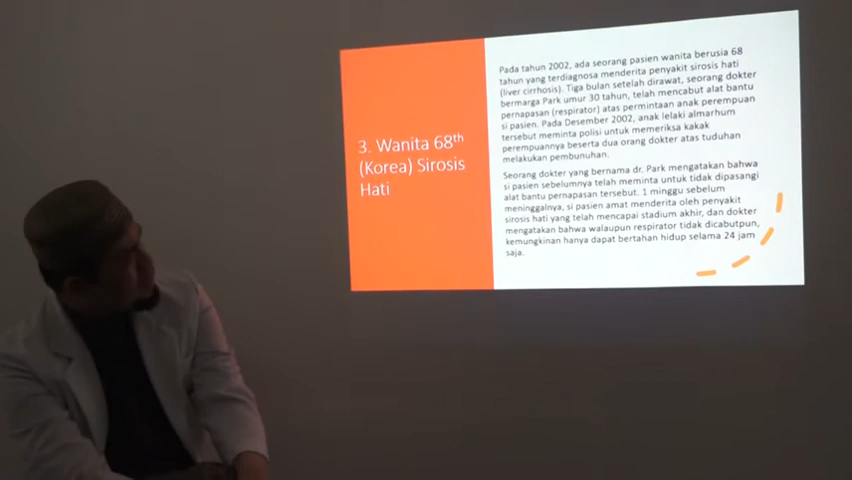 3. Wanita 68th
(Korea) Sirosis
Hati
Pada tahun 2002, ada seorang pasien wanita berusia 68
tahun yang terdiagnosa menderita penyakit sirosis hati
(liver cirrhosis). Tiga bulan setelah dirawat, seorang dokter
bermarga Park umur 30 tahun, telah mencabut alat bantu
pernapasan (respirator) atas permintaan anak perempuan
si pasien. Pada Desember 2002, anak lelaki almarhum
tersebut meminta polisi untuk memeriksa kakak
perempuannya beserta dua orang dokter atas tuduhan
melakukan pembunuhan.
Seorang dokter yang bernama dr. Park mengatakan bahwa
si pasien sebelumnya telah meminta untuk tidak dipasangi
alat bantu pernapasan tersebut. 1 minggu sebelum
meninggalnya, si pasien amat menderita oleh penyakit
sirosis hati yang telah mencapai stadium akhir, dan dokter
mengatakan bahwa walaupun respirator tidak dicabutpun,
kemungkinan hanya dapat bertahan hidup selama 24 jam
saja.